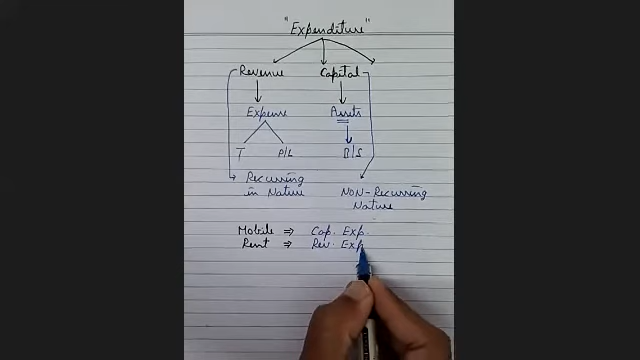 "Expenditure"
Revenue Capital
Expense Assets
T P/L B/S
Recurring
in Nature
NON-Recurring
Nature
Mobile ⇒ Cap. Exp.
Rent ⇒ Rev. Exp